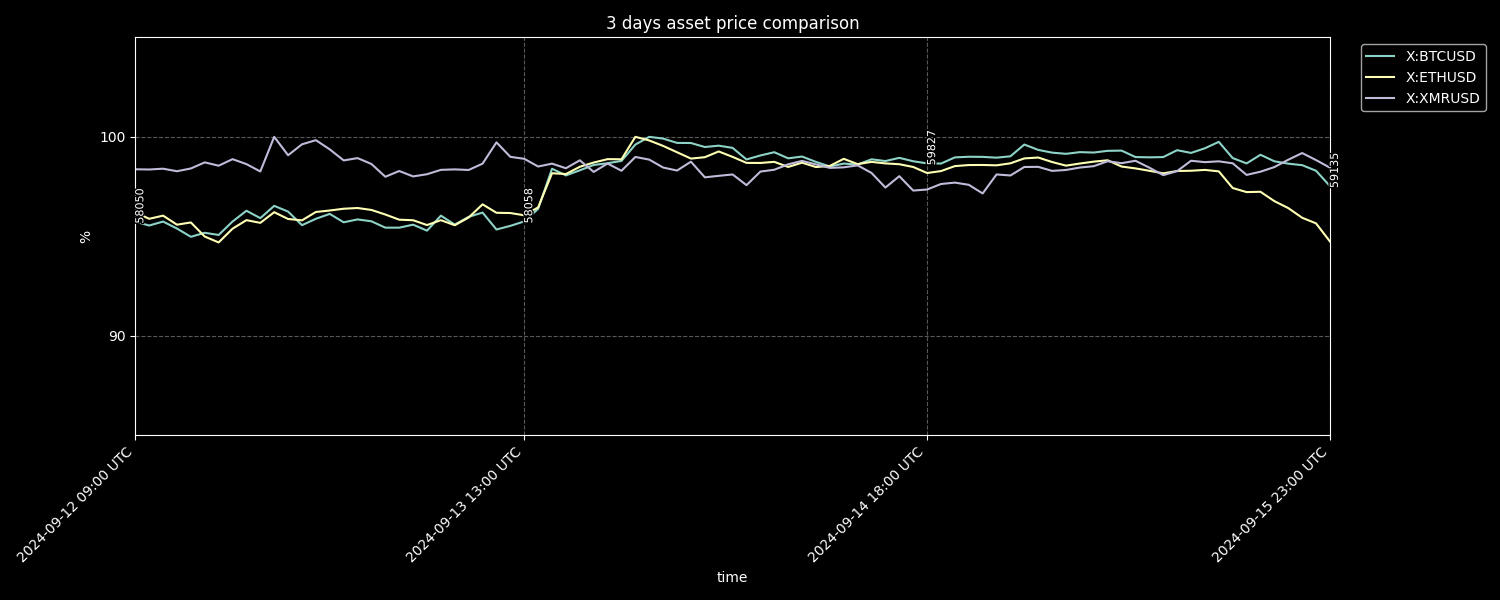 3 days asset price comparison
X:BTCUSD
X:ETHUSD
X:XMRUSD
100
90
%
58050
58058
59827
59135
2024-09-12 09:00 UTC
2024-09-13 13:00 UTC
2024-09-14 18:00 UTC
2024-09-15 23:00 UTC
time